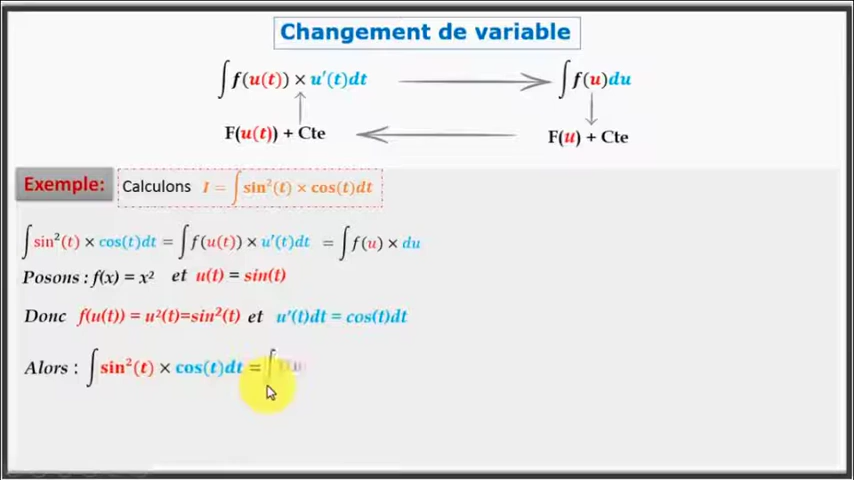 Changement de variable
∫ f(u(t)) × u′(t)dt ∫ f(u)du
F(u(t)) + Cte F(u) + Cte
Exemple: Calculons I = ∫ sin²(t) × cos(t)dt
∫ sin²(t) × cos(t)dt = ∫ f(u(t)) × u′(t)dt = ∫ f(u) × du
Posons : f(x) = x² et u(t) = sin(t)
Donc f(u(t)) = u²(t)=sin²(t) et u′(t)dt = cos(t)dt
Alors : ∫ sin²(t) × cos(t)dt = ∫